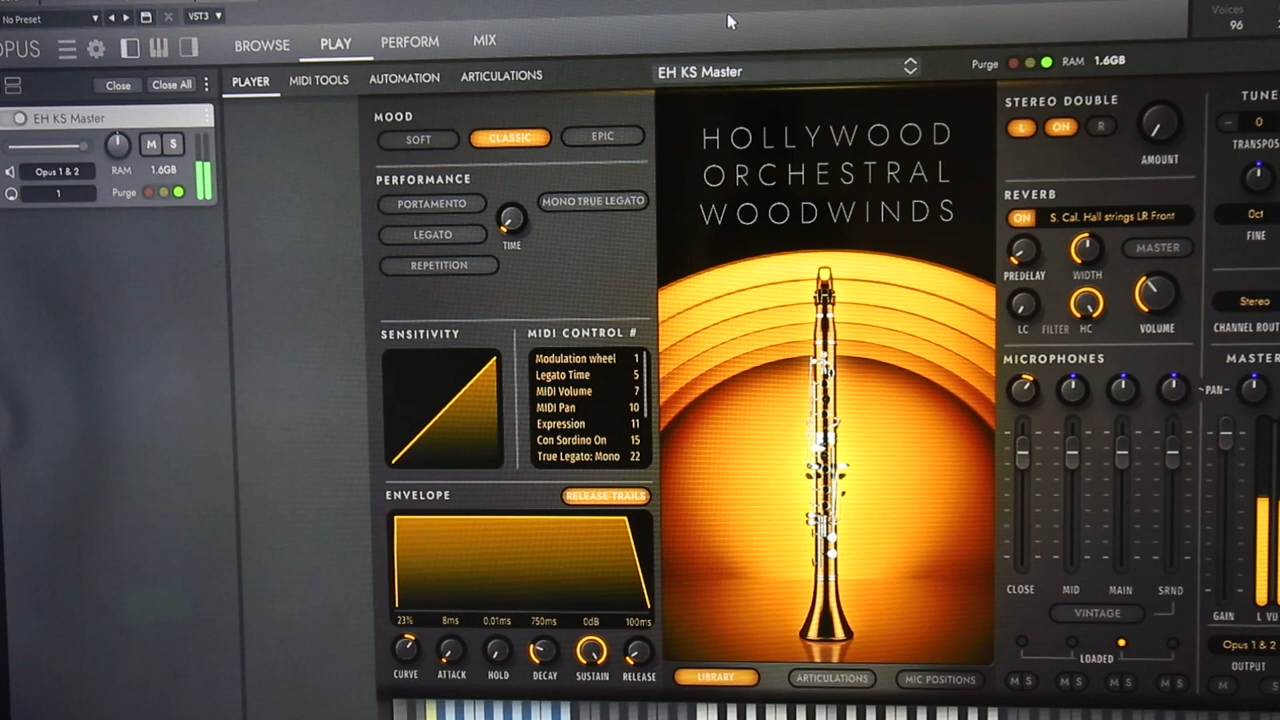 No Preset
VST3
Voices
96
OPUS
BROWSE
PLAY
PERFORM
MIX
Close
Close All
PLAYER
MIDI TOOLS
AUTOMATION
ARTICULATIONS
EH KS Master
Purge
RAM 1.6GB
EH KS Master
M S
Opus 1 & 2
RAM 1.6GB
1
Purge
MOOD
SOFT
CLASSIC
EPIC
PERFORMANCE
PORTAMENTO
MONO TRUE LEGATO
LEGATO
TIME
REPETITION
SENSITIVITY
MIDI CONTROL #
Modulation wheel 1
Legato Time 5
MIDI Volume 7
MIDI Pan 10
Expression 11
Con Sordino On 15
True Legato: Mono 22
ENVELOPE
RELEASE TRAILS
23% 8ms 0.01ms 750ms 0dB 100ms
CURVE ATTACK HOLD DECAY SUSTAIN RELEASE
HOLLYWOOD
ORCHESTRAL
WOODWINDS
LIBRARY
ARTICULATIONS
MIC POSITIONS
STEREO DOUBLE
L ON R
AMOUNT
REVERB
ON S. Cal. Hall strings LR Front
PREDELAY WIDTH MASTER
LC FILTER HC VOLUME
MICROPHONES
PAN
CLOSE MID MAIN SRND
VINTAGE
LOADED
M S M S M S M S
TUNE
- 0
TRANSPOS
Oct
FINE
Stereo
CHANNEL ROUT
MASTER
GAIN L VU
Opus 1 & 2
OUTPUT
M S